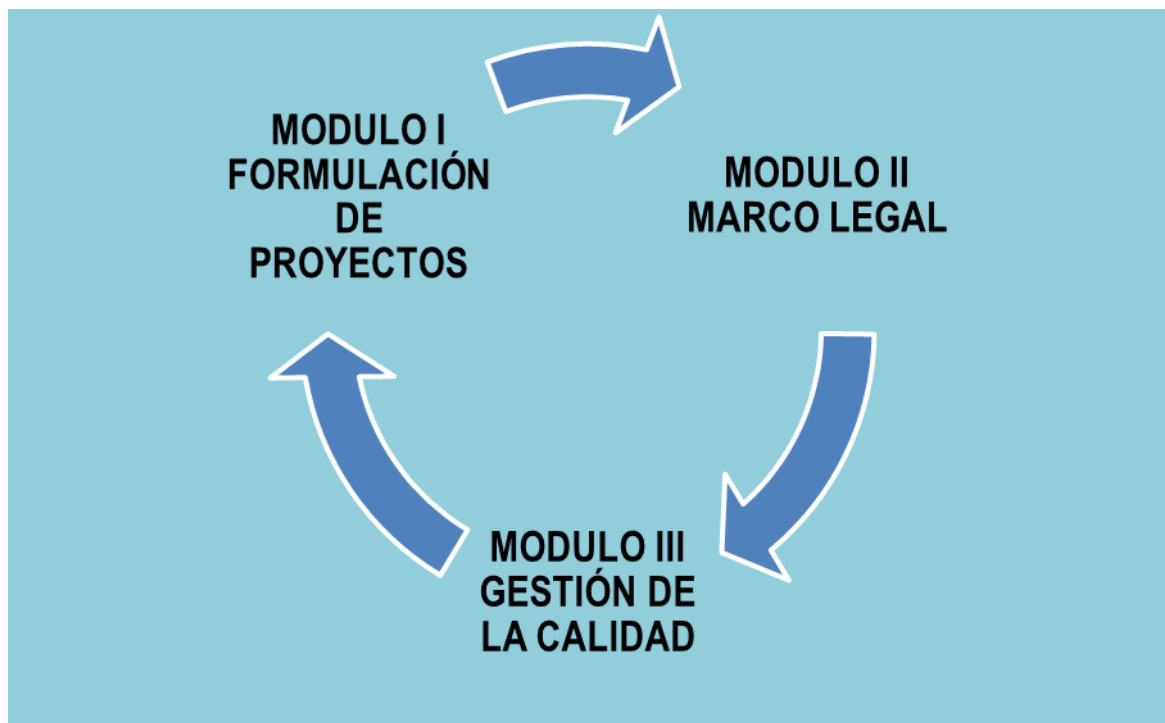 MODULO I
FORMULACIÓN
DE
PROYECTOS
MODULO II
MARCO LEGAL
MODULO III
GESTIÓN DE
LA CALIDAD